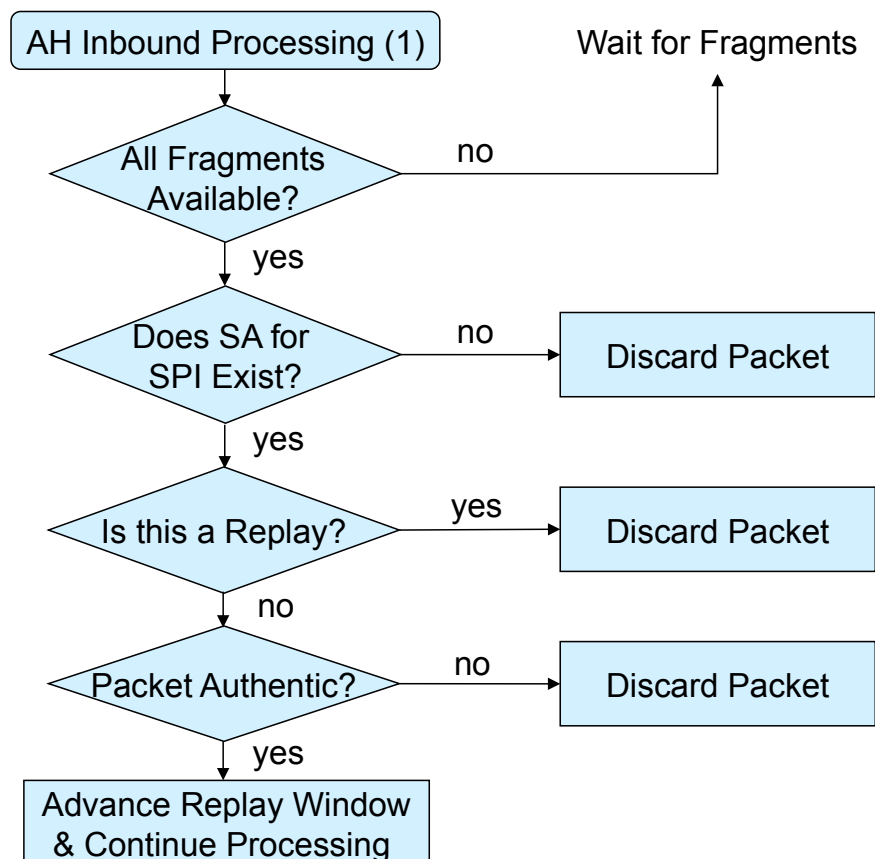 AH Inbound Processing (1)
Wait for Fragments
All Fragments
Available?
no
yes
Does SA for
SPI Exist?
no
Discard Packet
yes
Is this a Replay?
yes
Discard Packet
no
Packet Authentic?
no
Discard Packet
yes
Advance Replay Window
& Continue Processing